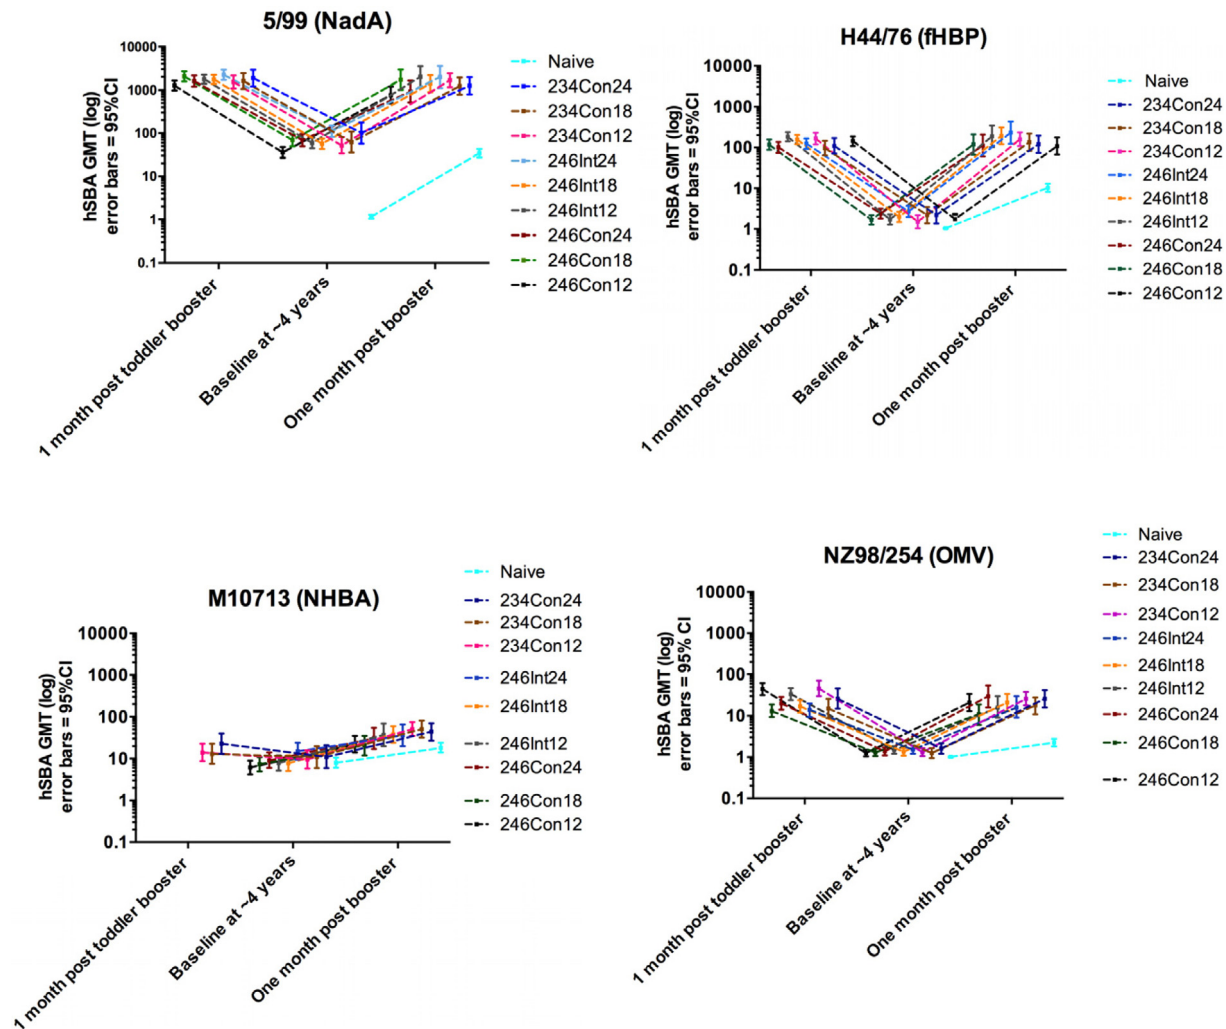 5/99 (NadA)
hSBA GMT (log)
error bars = 95%CI
10000
1000
100
10
1
0.1
1 month post toddler booster
Baseline at ~4 years
One month post booster
Naive
234Con24
234Con18
234Con12
246Int24
246Int18
246Int12
246Con24
246Con18
246Con12
H44/76 (fHBP)
hSBA GMT (log)
error bars = 95%CI
10000
1000
100
10
1
0.1
1 month post toddler booster
Baseline at ~4 years
One month post booster
Naive
234Con24
234Con18
234Con12
246Int24
246Int18
246Int12
246Con24
246Con18
246Con12
M10713 (NHBA)
hSBA GMT (log)
error bars = 95%CI
10000
1000
100
10
1
0.1
1 month post toddler booster
Baseline at ~4 years
One month post booster
Naive
234Con24
234Con18
234Con12
246Int24
246Int18
246Int12
246Con24
246Con18
246Con12
NZ98/254 (OMV)
hSBA GMT (log)
error bars = 95% CI
10000
1000
100
10
1
0.1
1 month post toddler booster
Baseline at ~4 years
One month post booster
Naive
234Con24
234Con18
234Con12
246Int24
246Int18
246Int12
246Con24
246Con18
246Con12